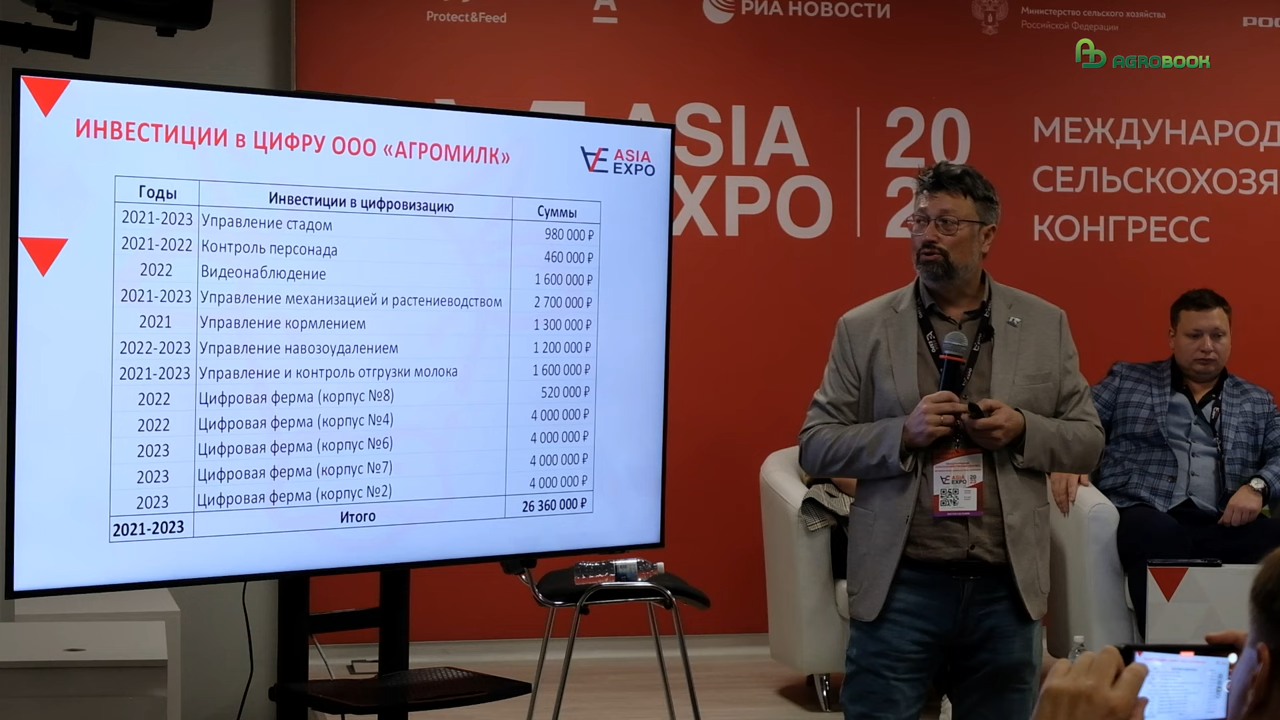 Protect&Feed
РИА НОВОСТИ
Министерство сельского хозяйства
Российской Федерации
AGROBOOK
ASIA
EXPO
20
2
МЕЖДУНАРОД
СЕЛЬСКОХОЗЯ
КОНГРЕСС
ИНВЕСТИЦИИ в ЦИФРУ ООО «АГРОМИЛК»
ASIA
EXPO
Годы Инвестиции в цифровизацию Суммы
2021-2023 Управление стадом 980 000 ₽
2021-2022 Контроль персонада 460 000 ₽
2022 Видеонаблюдение 1 600 000 ₽
2021-2023 Управление механизацией и растениеводством 2 700 000 ₽
2021 Управление кормлением 1 300 000 ₽
2022-2023 Управление навозоудалением 1 200 000 ₽
2021-2023 Управление и контроль отгрузки молока 1 600 000 ₽
2022 Цифровая ферма (корпус №8) 520 000 ₽
2022 Цифровая ферма (корпус №4) 4 000 000 ₽
2023 Цифровая ферма (корпус №6) 4 000 000 ₽
2023 Цифровая ферма (корпус №7) 4 000 000 ₽
2023 Цифровая ферма (корпус №2) 4 000 000 ₽
2021-2023 Итого 26 360 000 ₽
ASIA
EXPO